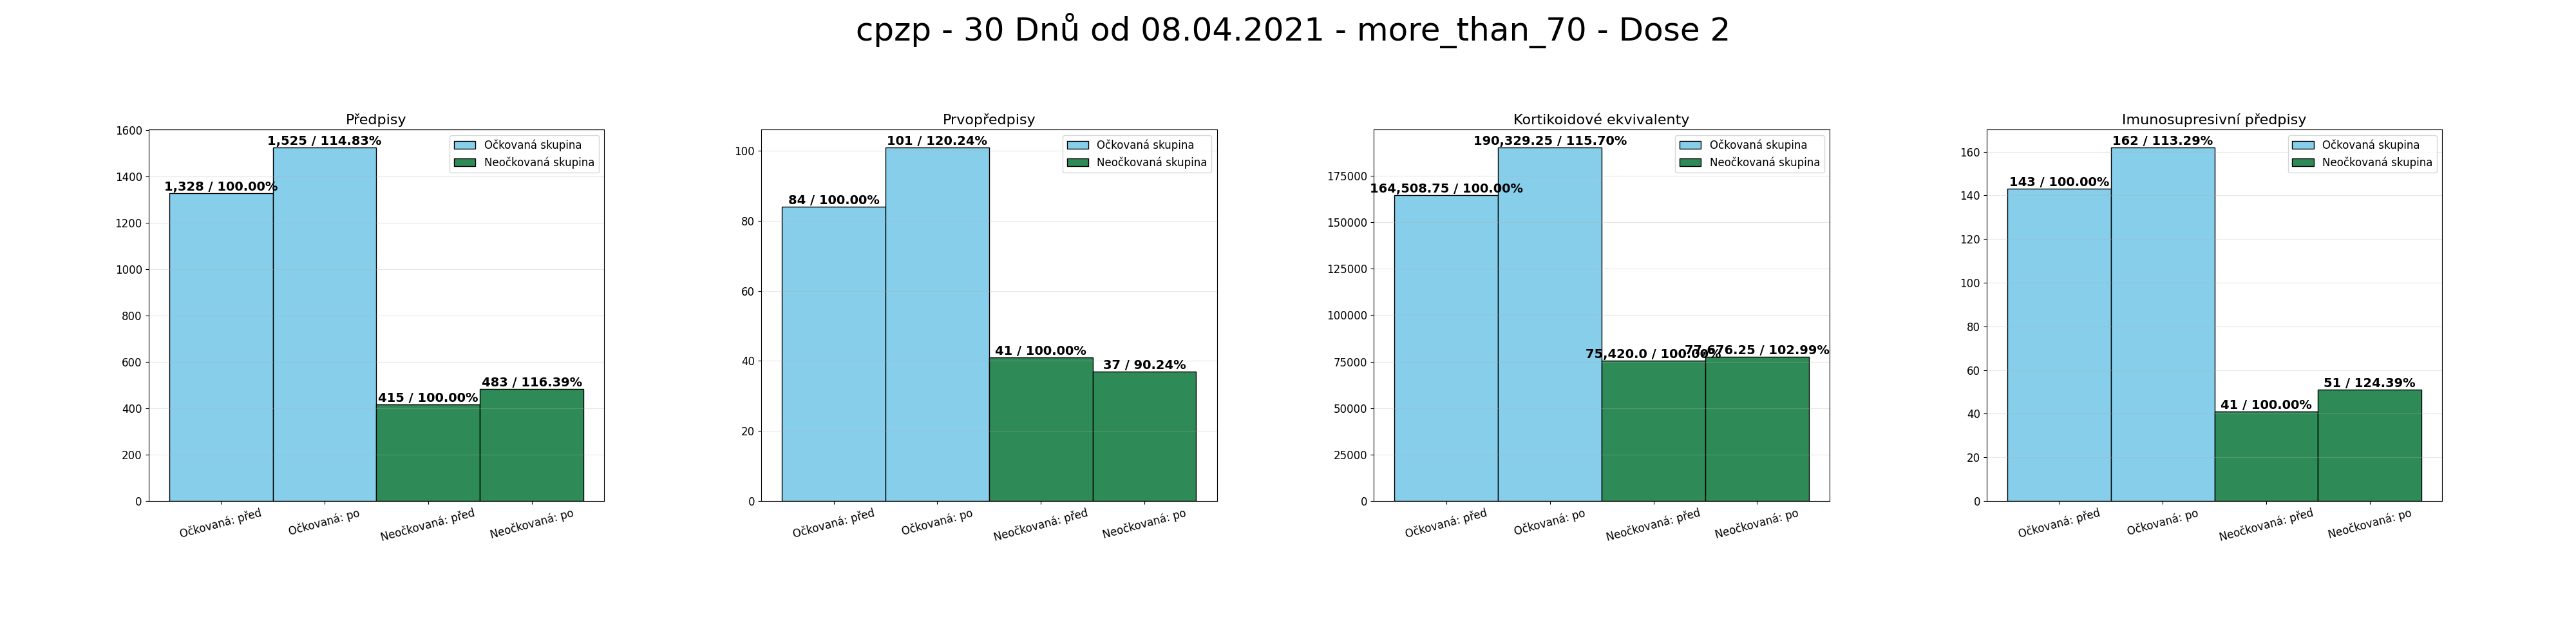 cpzp - 30 Dnů od 08.04.2021 - more_than_70 - Dose 2
Předpisy
1600
1400
1200
1000
800
600
400
200
0
1,328 / 100.00%
1,525 / 114.83%
415 / 100.00%
483 / 116.39%
Očkovaná skupina
Neočkovaná skupina
Očkovaná: před
Očkovaná: po
Neočkovaná: před
Neočkovaná: po
Prvopředpisy
100
80
60
40
20
0
84 / 100.00%
101 / 120.24%
41 / 100.00%
37 / 90.24%
Očkovaná skupina
Neočkovaná skupina
Očkovaná: před
Očkovaná: po
Neočkovaná: před
Neočkovaná: po
Kortikoidové ekvivalenty
175000
150000
125000
100000
75000
50000
25000
0
164,508.75 / 100.00%
190,329.25 / 115.70%
75,420.0 / 100.00%
77,676.25 / 102.99%
Očkovaná skupina
Neočkovaná skupina
Očkovaná: před
Očkovaná: po
Neočkovaná: před
Neočkovaná: po
Imunosupresivní předpisy
160
140
120
100
80
60
40
20
0
143 / 100.00%
162 / 113.29%
41 / 100.00%
51 / 124.39%
Očkovaná skupina
Neočkovaná skupina
Očkovaná: před
Očkovaná: po
Neočkovaná: před
Neočkovaná: po